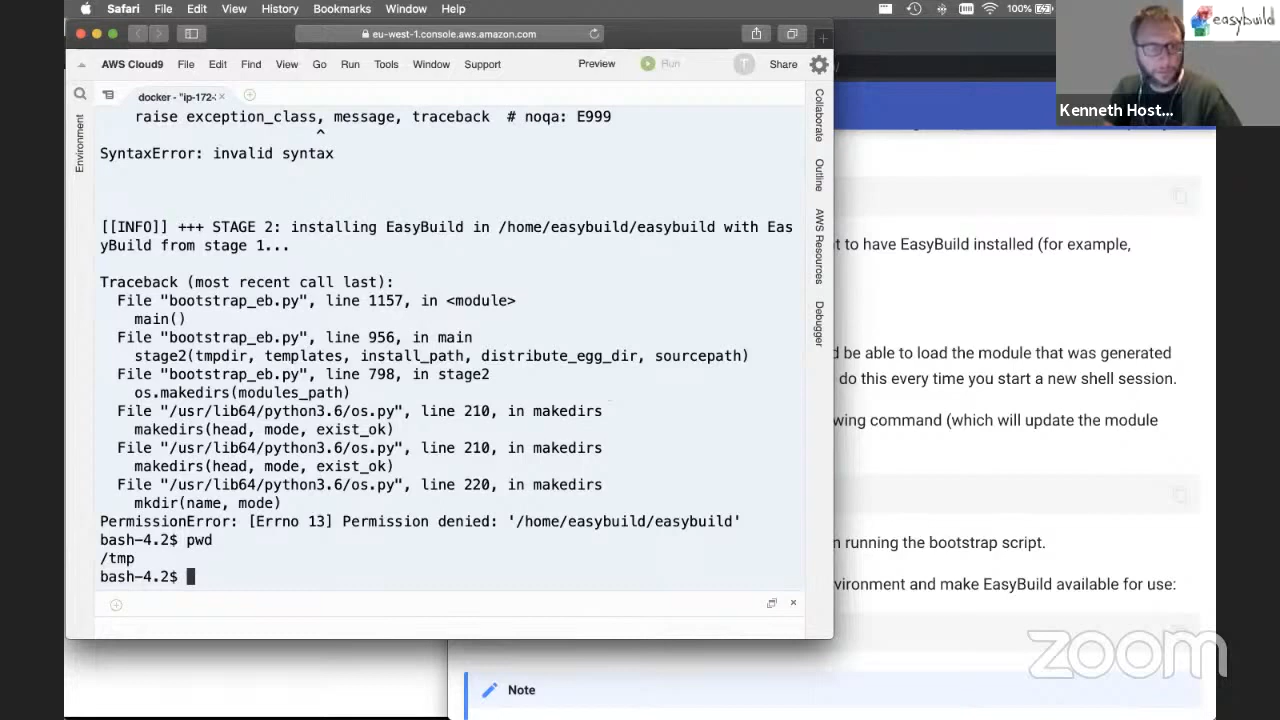 Safari File Edit View History Bookmarks Window Help
100%
easybuild
eu-west-1.console.aws.amazon.com
AWS Cloud9 File Edit Find View Go Run Tools Window Support Preview Run T Share
Kenneth Host...
docker - "ip-172-
Environment
Collaborate
Outline
AWS Resources
Debugger
raise exception_class, message, traceback # noqa: E999
^
SyntaxError: invalid syntax
[[INFO]] +++ STAGE 2: installing EasyBuild in /home/easybuild/easybuild with Eas
yBuild from stage 1...
Traceback (most recent call last):
File "bootstrap_eb.py", line 1157, in <module>
main()
File "bootstrap_eb.py", line 956, in main
stage2(tmpdir, templates, install_path, distribute_egg_dir, sourcepath)
File "bootstrap_eb.py", line 798, in stage2
os.makedirs(modules_path)
File "/usr/lib64/python3.6/os.py", line 210, in makedirs
makedirs(head, mode, exist_ok)
File "/usr/lib64/python3.6/os.py", line 210, in makedirs
makedirs(head, mode, exist_ok)
File "/usr/lib64/python3.6/os.py", line 220, in makedirs
mkdir(name, mode)
PermissionError: [Errno 13] Permission denied: '/home/easybuild/easybuild'
bash-4.2$ pwd
/tmp
bash-4.2$
t to have EasyBuild installed (for example,
d be able to load the module that was generated
do this every time you start a new shell session.
wing command (which will update the module
m running the bootstrap script.
vironment and make EasyBuild available for use:
zoom
Note